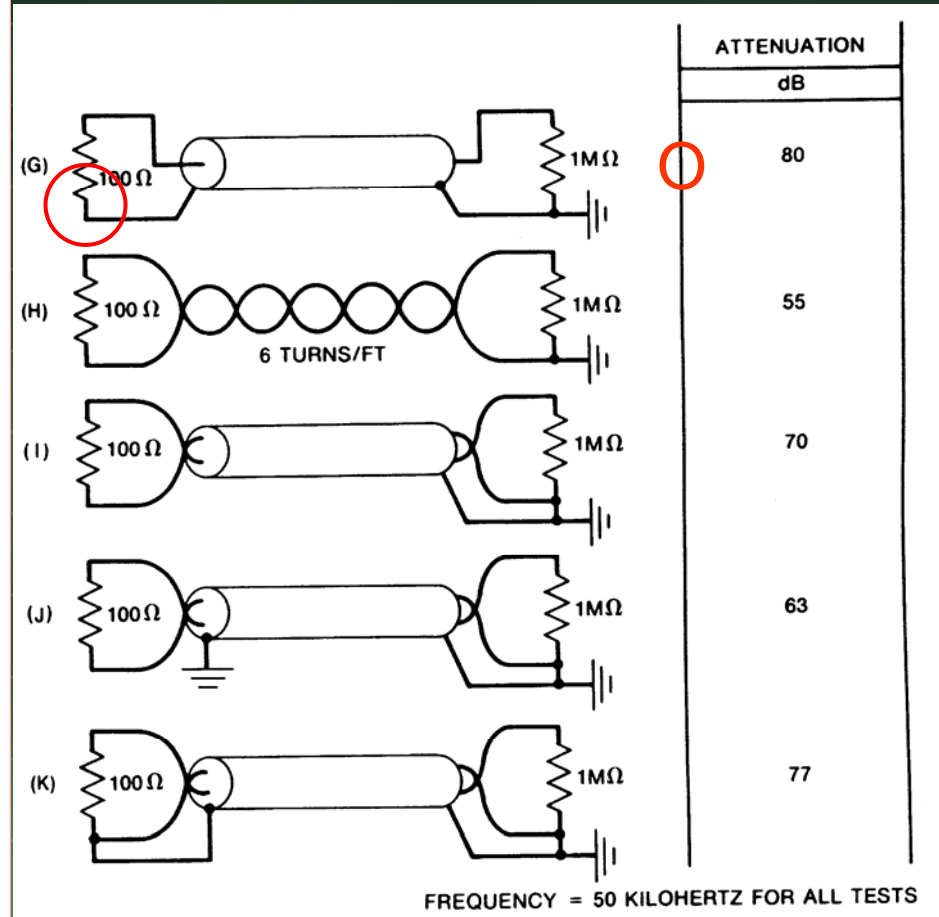 ATTENUATION
dB
(G) 100 Ω 1MΩ 80
(H) 100 Ω 1MΩ 55
6 TURNS/FT
(I) 100 Ω 1MΩ 70
(J) 100 Ω 1MΩ 63
(K) 100 Ω 1MΩ 77
FREQUENCY = 50 KILOHERTZ FOR ALL TESTS